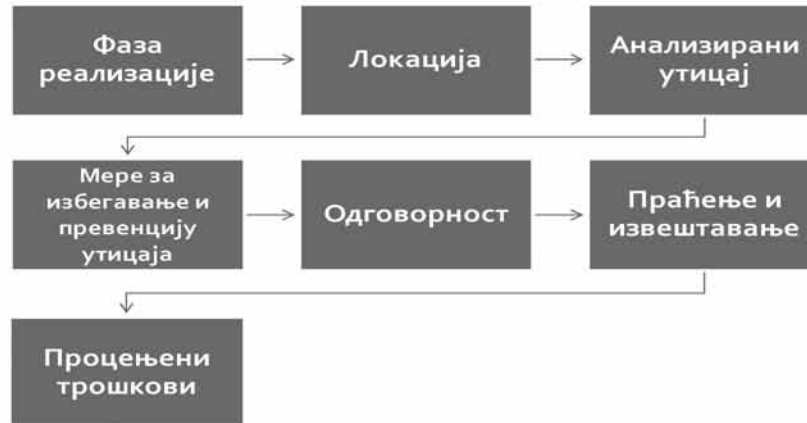 Фаза
реализације
Локација
Анализирани
утицај
Мере за
избегавање и
превенцију
утицаја
Одговорност
Праћење и
извештавање
Процењени
трошкови